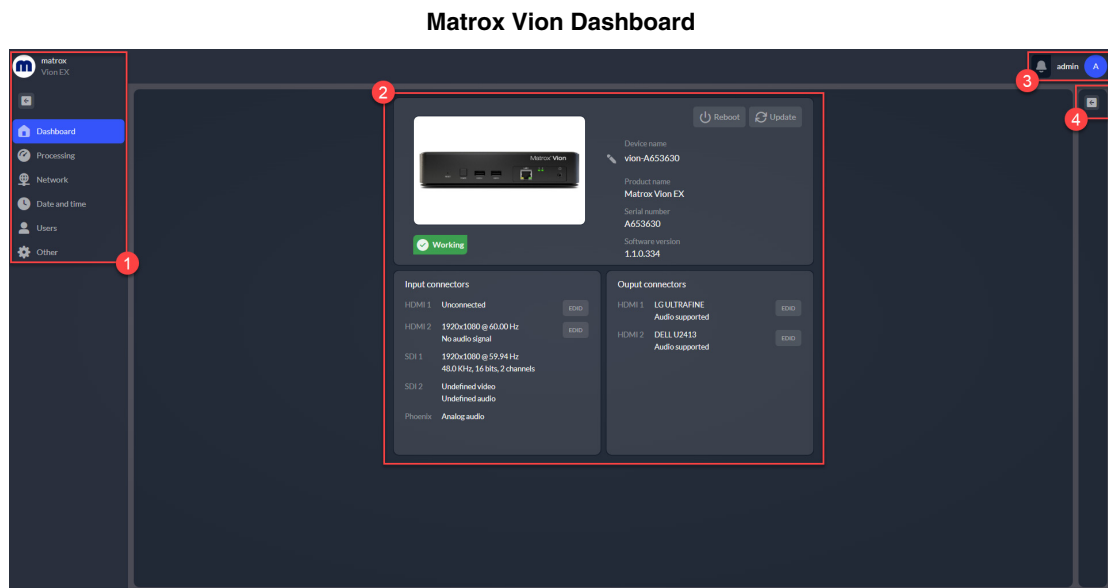 Matrox Vion Dashboard
matrox
Vion EX
admin
A
3
4
1
2
Dashboard
Processing
Network
Date and time
Users
Other
Matrox Vion
Working
Reboot
Update
Device name
vion-A653630
Product name
Matrox Vion EX
Serial number
A653630
Software version
1.1.0.334
Input connectors
HDMI 1 Unconnected EDID
HDMI 2 1920x1080 @ 60.00 Hz EDID
No audio signal
SDI 1 1920x1080 @ 59.94 Hz
48.0 KHz, 16 bits, 2 channels
SDI 2 Undefined video
Undefined audio
Phoenix Analog audio
Ouput connectors
HDMI 1 LG ULTRAFINE EDID
Audio supported
HDMI 2 DELL U2413 EDID
Audio supported